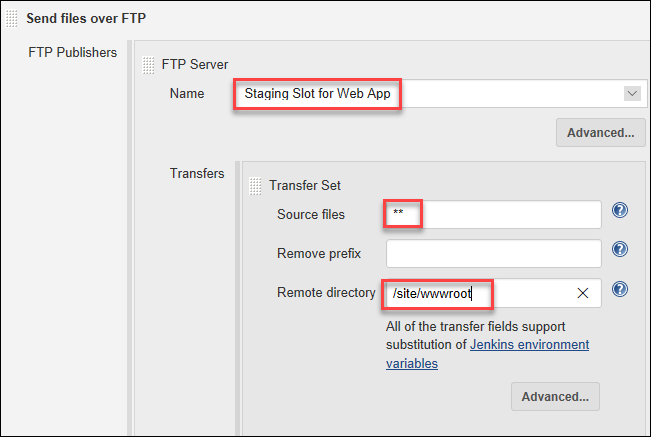 Send files over FTP
FTP Publishers
FTP Server
Name
Staging Slot for Web App
Advanced...
Transfers
Transfer Set
Source files
**
Remove prefix
Remote directory
/site/wwwroot
All of the transfer fields support
substitution of Jenkins environment
variables
Advanced...